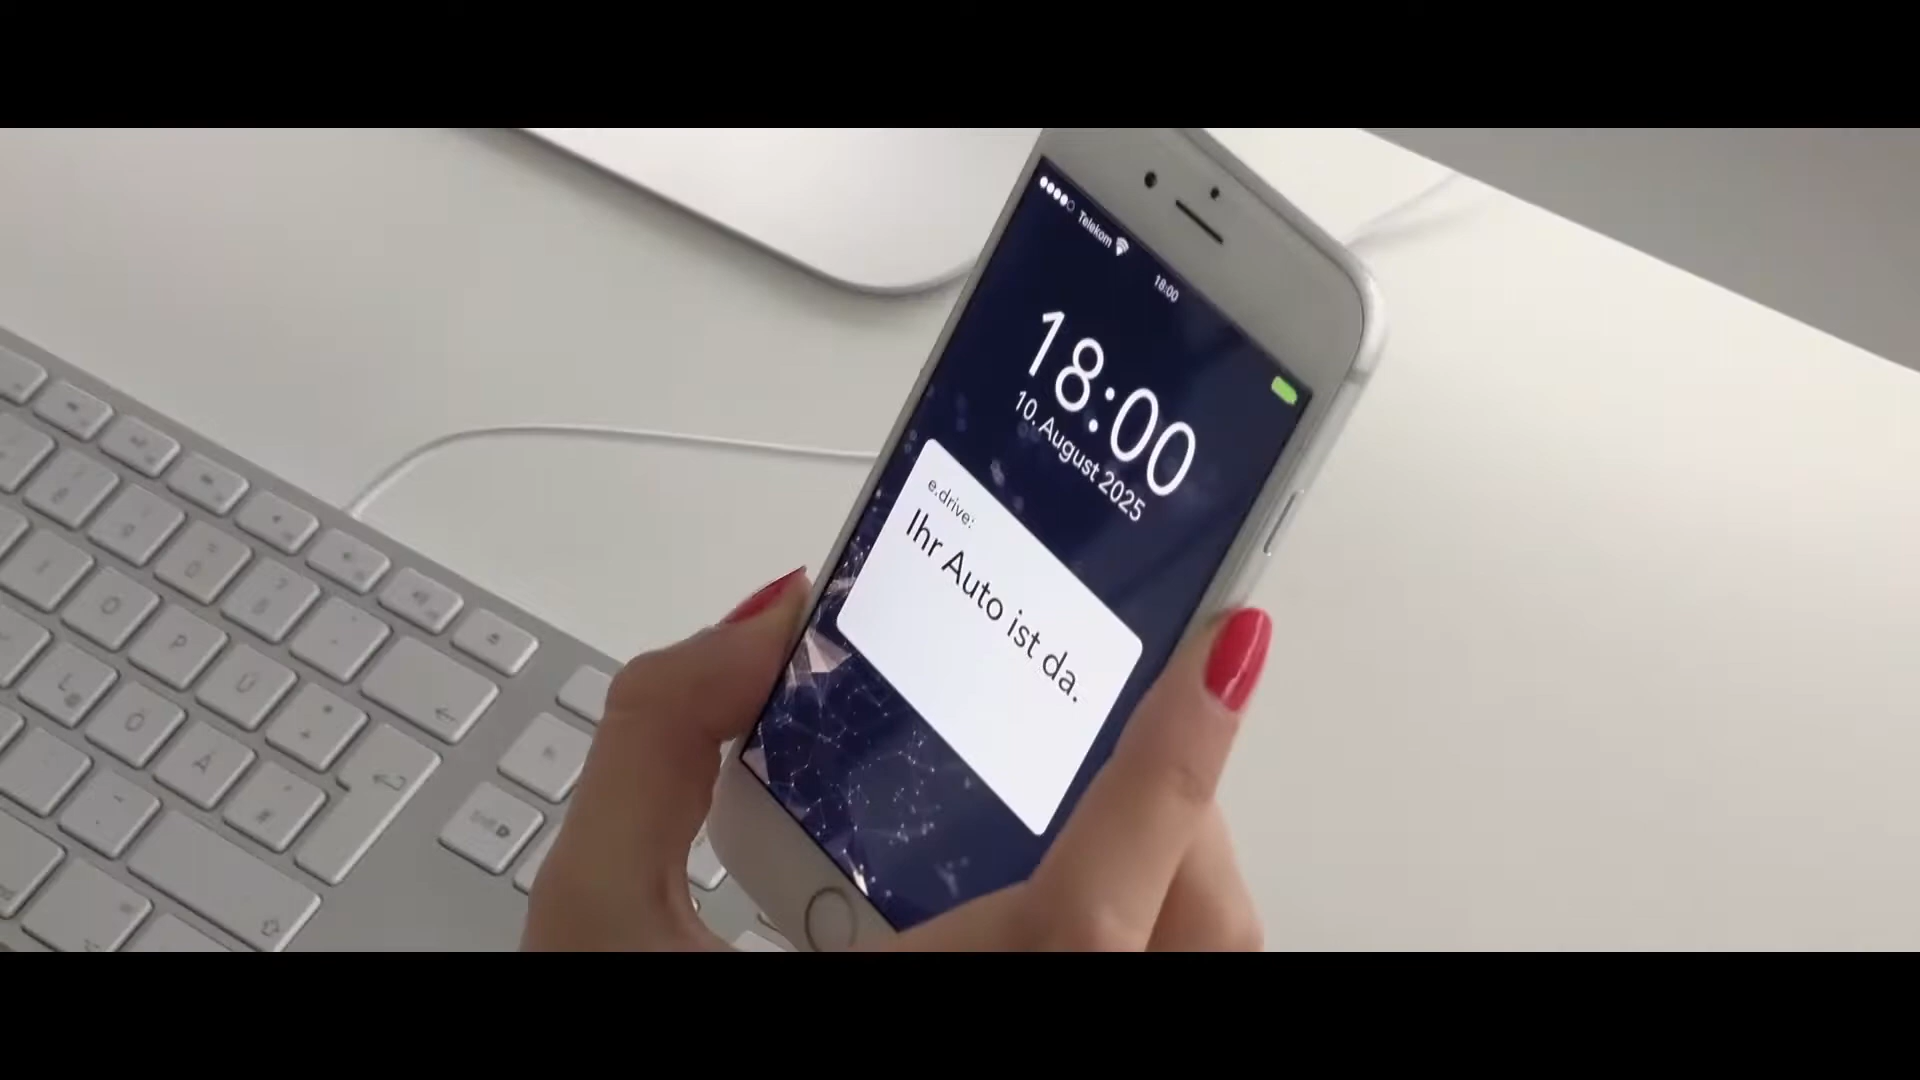 Telekom
18:00
18:00
10. August 2025
e.drive:
Ihr Auto ist da.
O
P
Ü
L
Ö
Ä